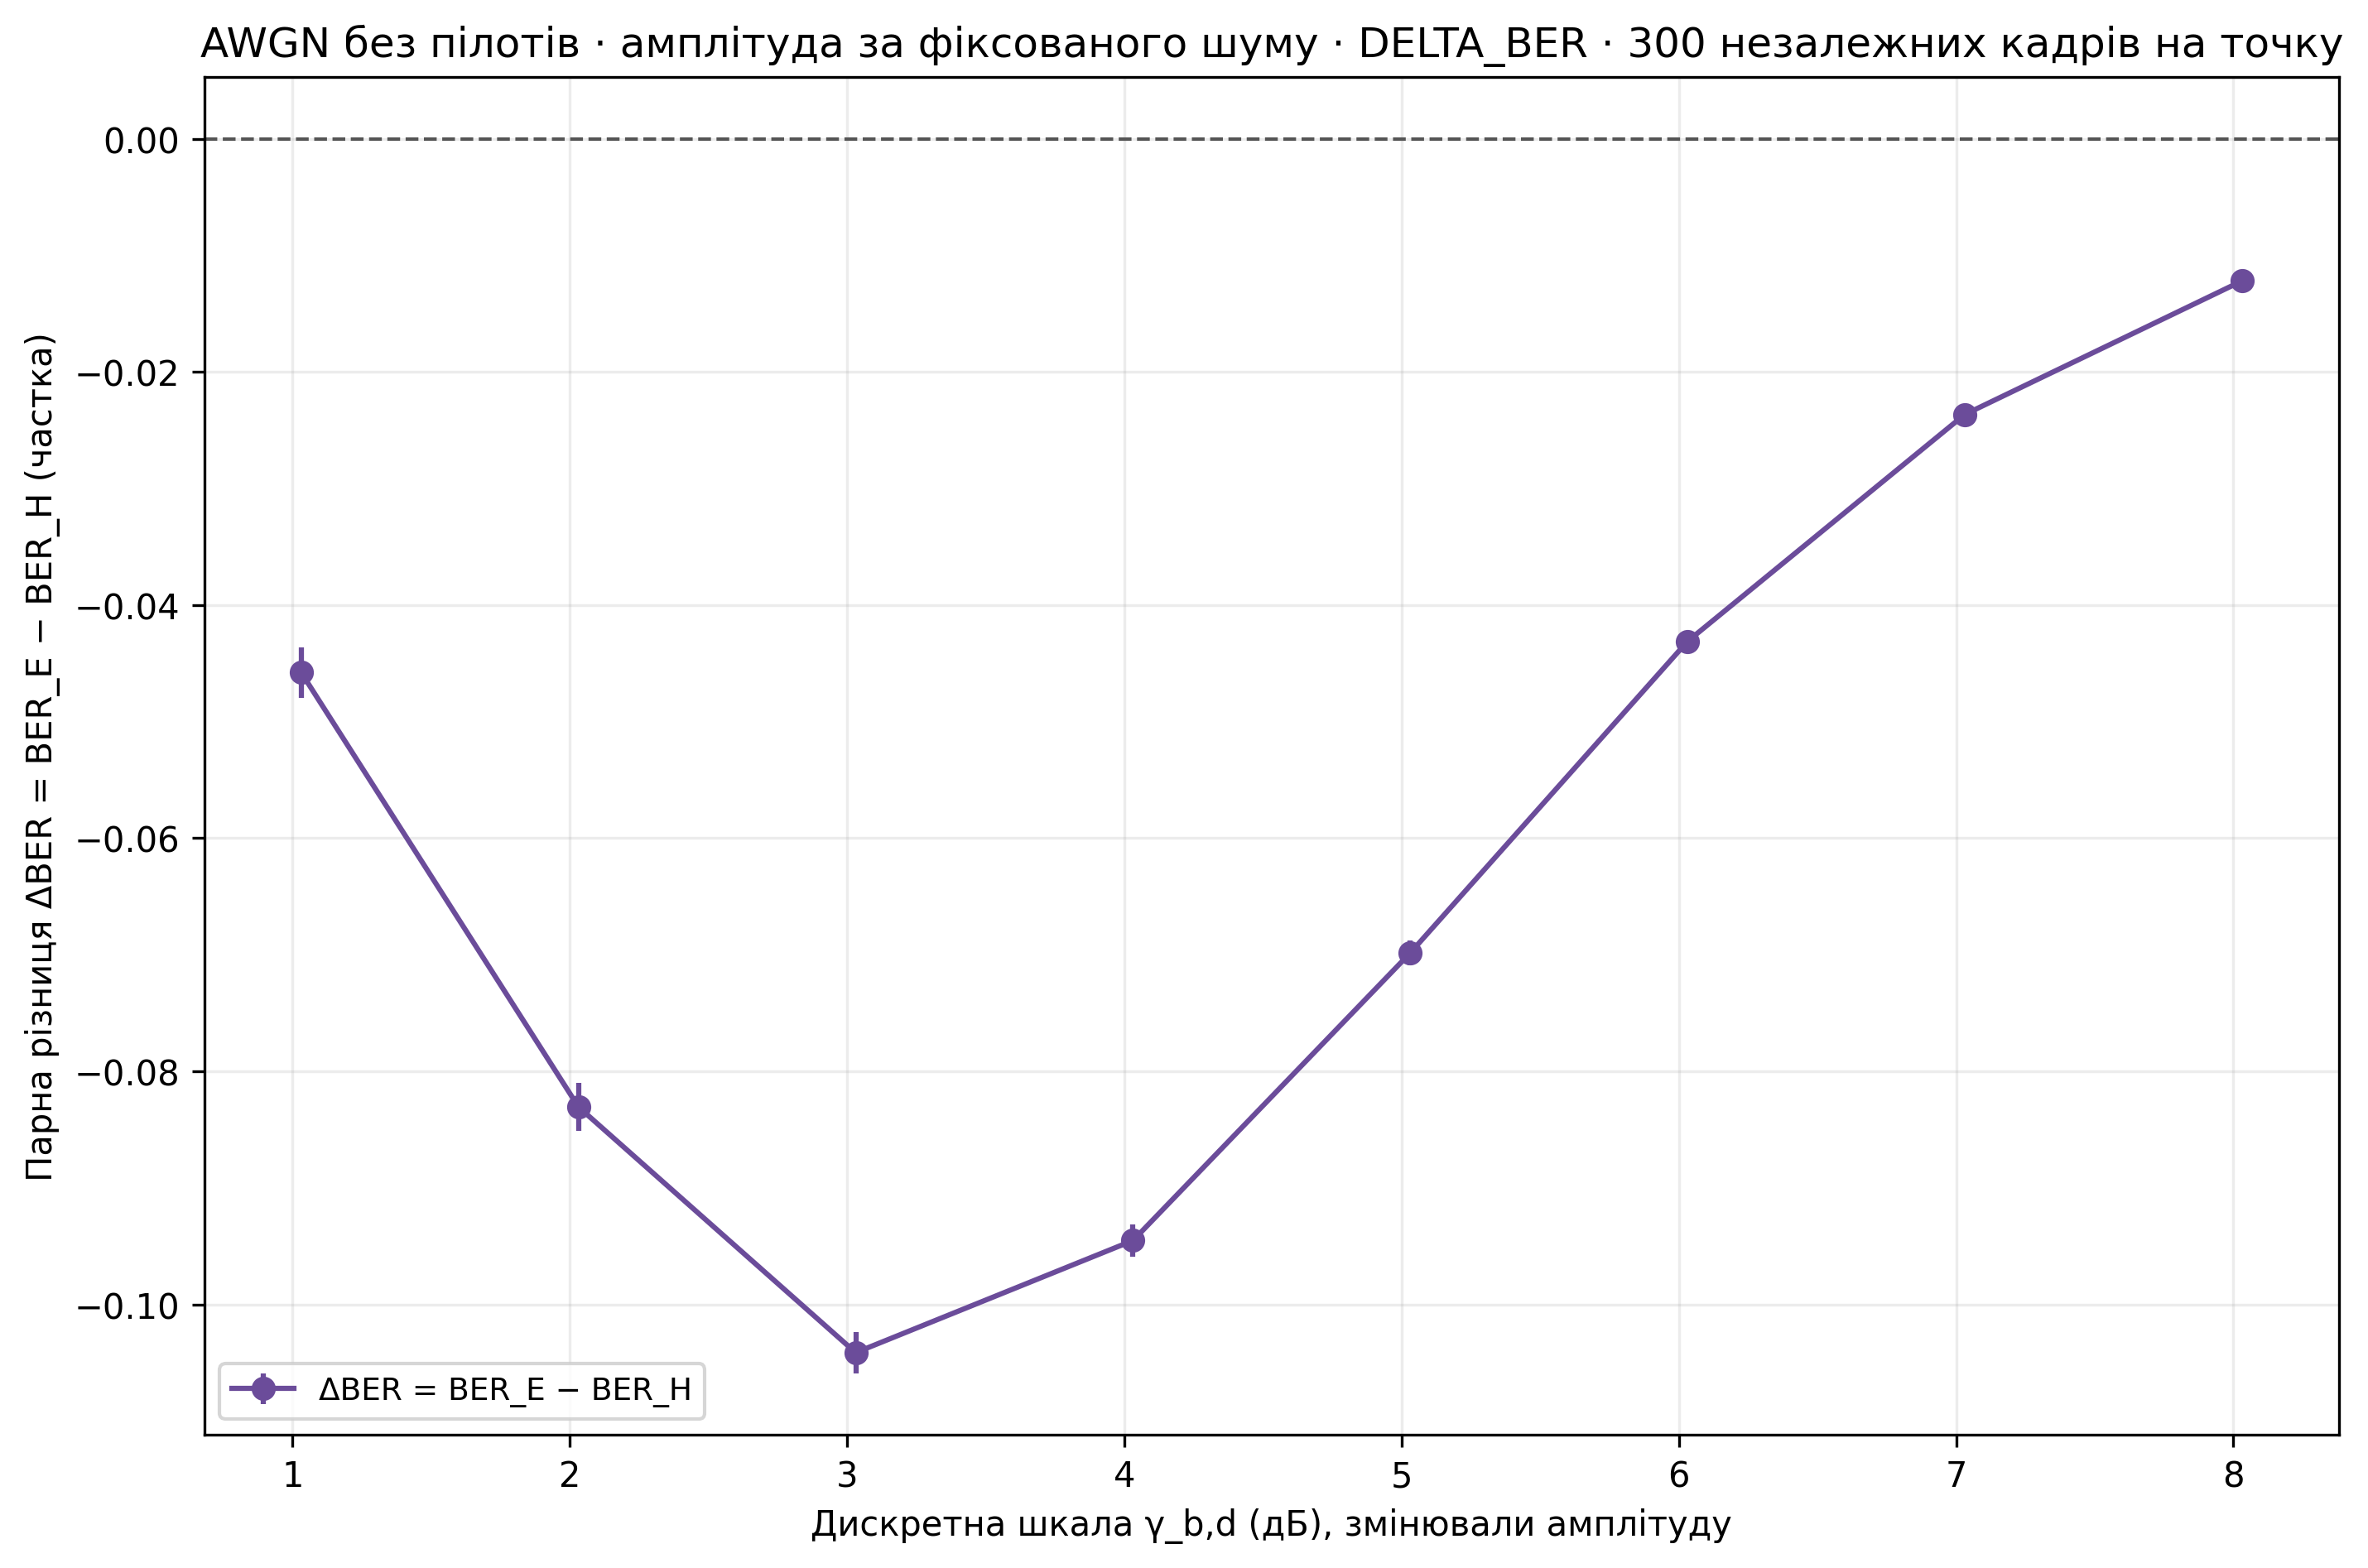 AWGN без пілотів · амплітуда за фіксованого шуму · DELTA_BER · 300 незалежних кадрів на точку
Парна різниця ΔBER = BER_E − BER_H (частка)
0.00
−0.02
−0.04
−0.06
−0.08
−0.10
ΔBER = BER_E − BER_H
1 2 3 4 5 6 7 8
Дискретна шкала γ_b,d (дБ), змінювали амплітуду